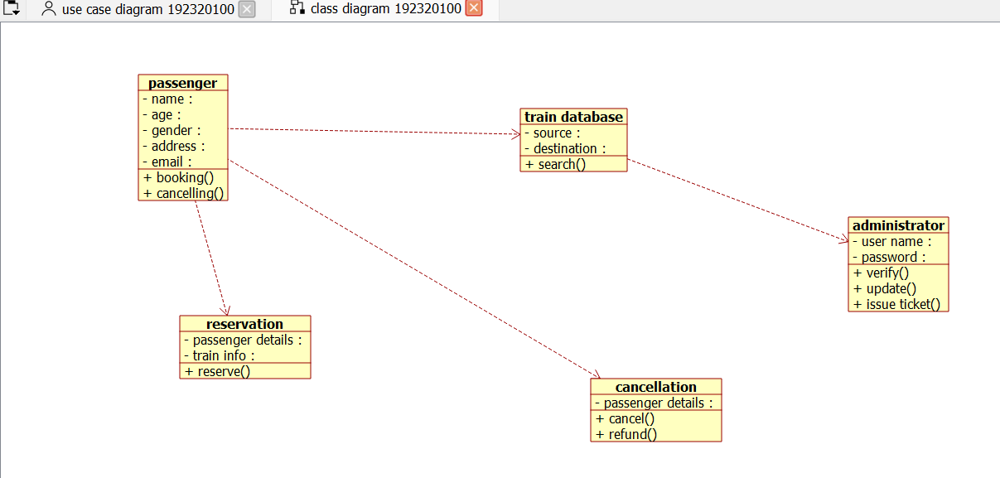 use case diagram 192320100
class diagram 192320100
passenger
- name :
- age :
- gender :
- address :
- email :
+ booking()
+ cancelling()
train database
- source :
- destination :
+ search()
administrator
- user name :
- password :
+ verify()
+ update()
+ issue ticket()
reservation
- passenger details :
- train info :
+ reserve()
cancellation
- passenger details :
+ cancel()
+ refund()